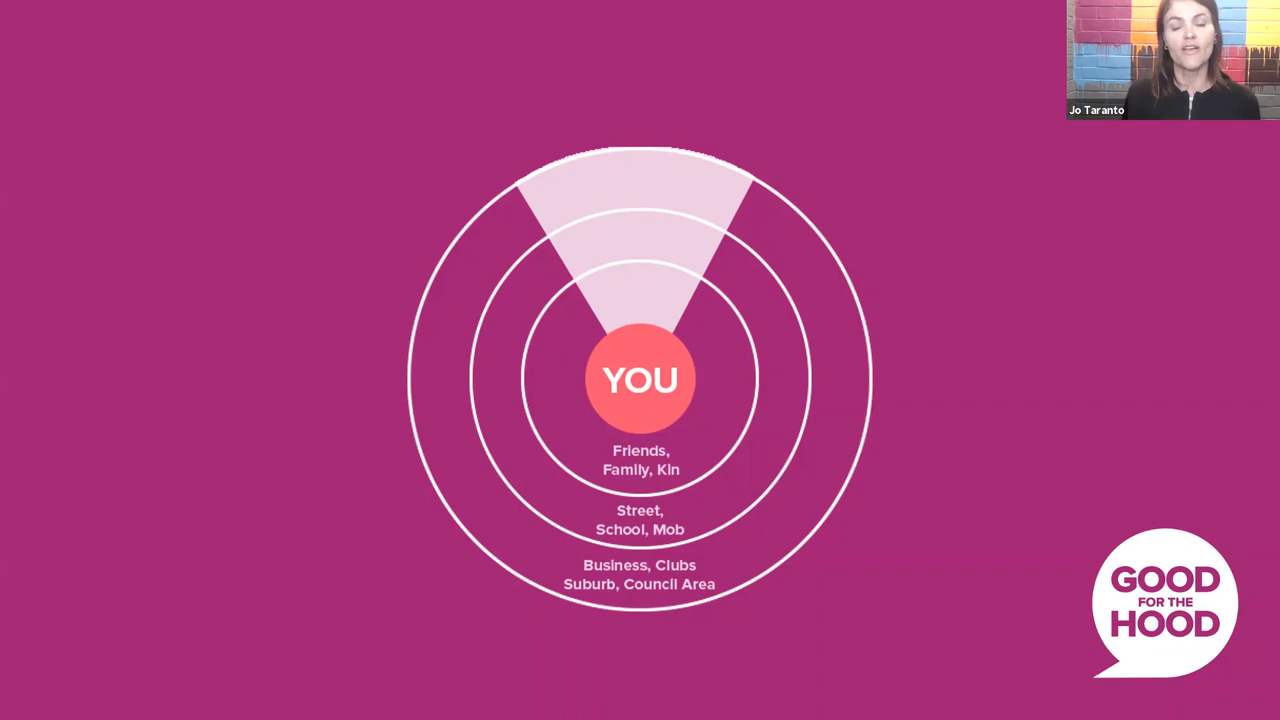 Jo Taranto
YOU
Friends,
Family, Kin
Street,
School, Mob
Business, Clubs
Suburb, Council Area
GOOD
FOR THE
HOOD